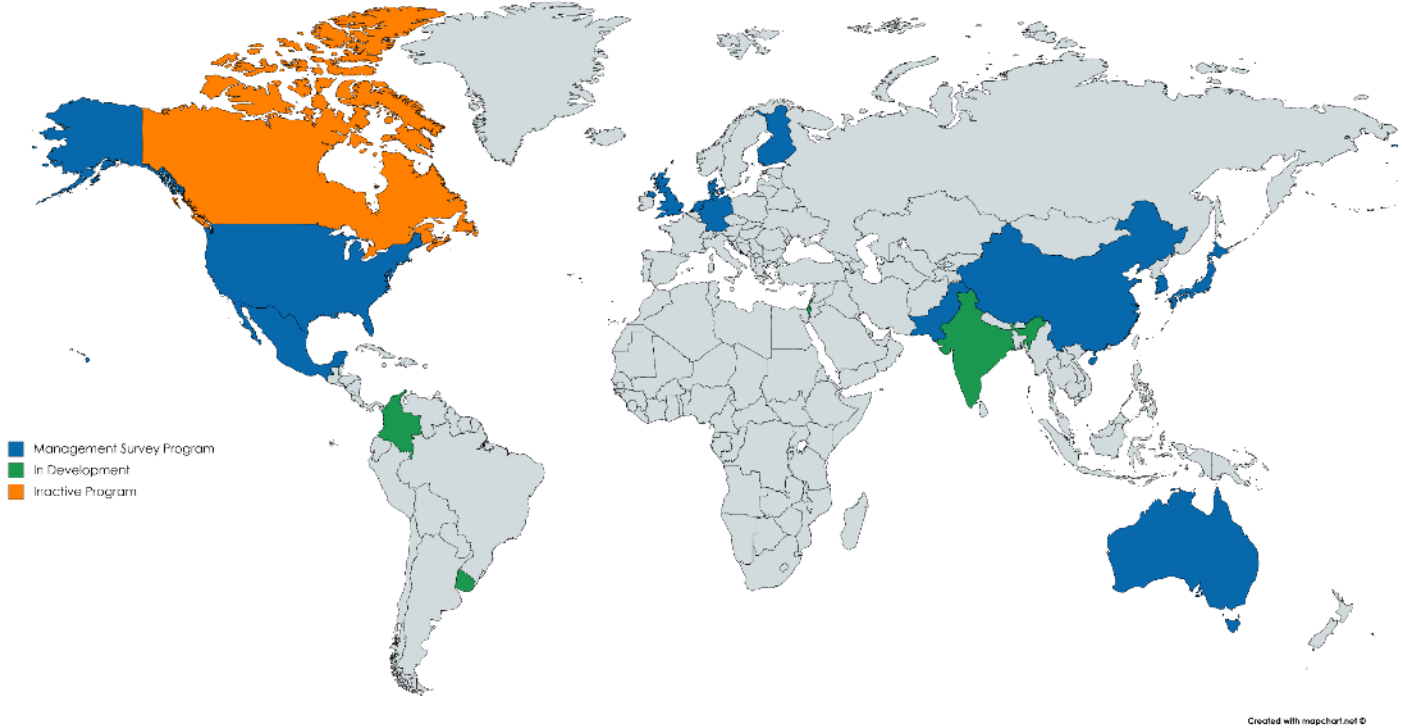 Management Survey Program
In Development
Inactive Program
Created with mapchart.net ©